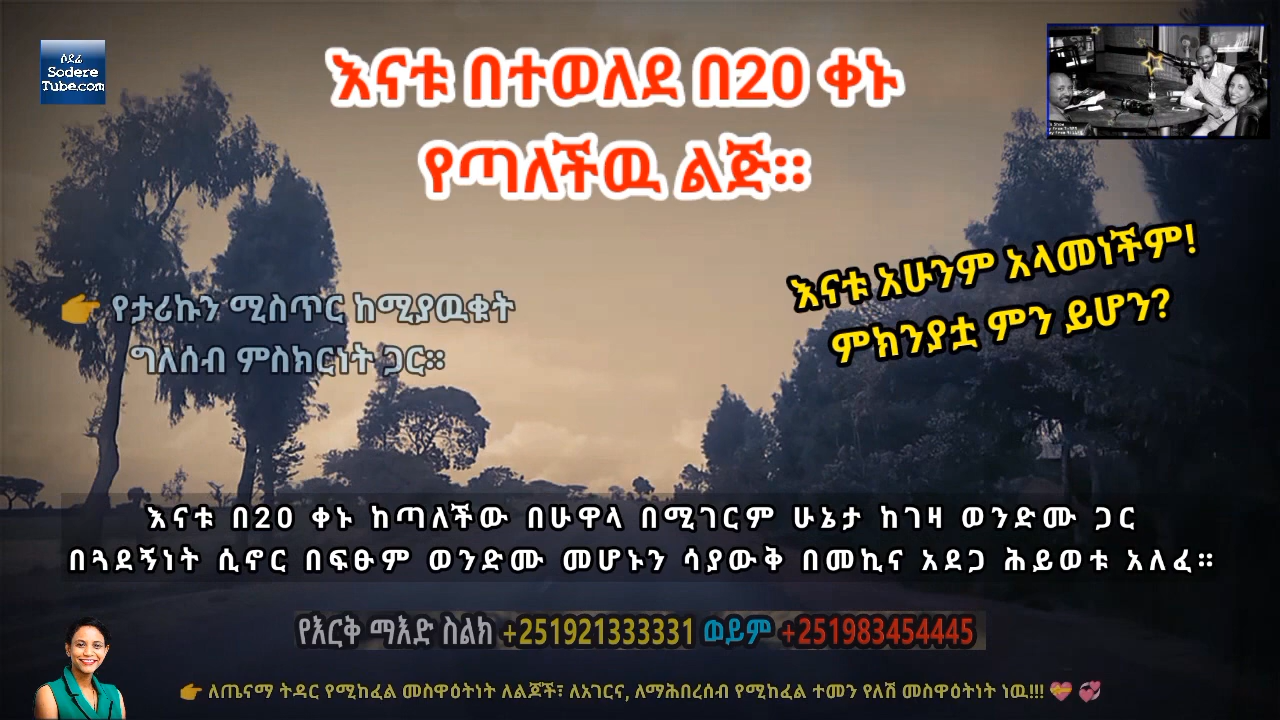 ሶደሬ
Sodere
Tube.com
እናቱ በተወለደ በ20 ቀኑ
የጣለችዉ ልጅ።
እናቱ አሁንም አላመነችም!
ምክንያቷ ምን ይሆን?
👉 የታሪኩን ሚስጥር ከሚያዉቁት
ግለሰብ ምስክርነት ጋር።
እናቱ በ20 ቀኑ ከጣለችው በሁዋላ በሚገርም ሁኔታ ከገዛ ወንድሙ ጋር
በጓደኝነት ሲኖር በፍፁም ወንድሙ መሆኑን ሳያውቅ በመኪና አደጋ ሕይወቱ አለፈ።
የእርቅ ማእድ ስልክ +251921333331 ወይም +251983454445
👉 ለጤናማ ትዳር የሚከፈል መስዋዕትነት ለልጆች፣ ለአገርና, ለማሕበረሰብ የሚከፈል ተመን የለሽ መስዋዕትነት ነዉ!!! 💝 💞